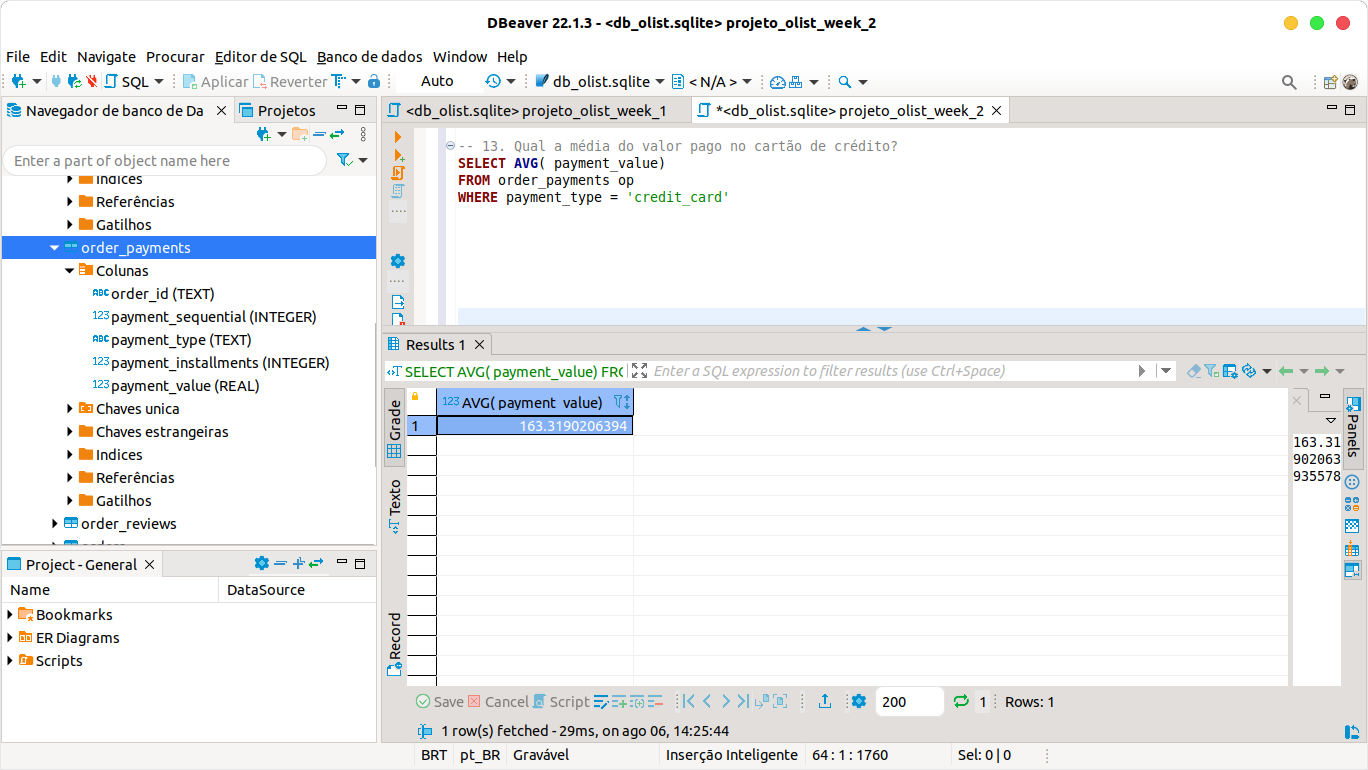 DBeaver 22.1.3 - <db_olist.sqlite> projeto_olist_week_2
File Edit Navigate Procurar Editor de SQL Banco de dados Window Help
SQL Aplicar Reverter Auto db_olist.sqlite < N/A >
Navegador de banco de Da Projetos
<db_olist.sqlite> projeto_olist_week_1 *<db_olist.sqlite> projeto_olist_week_2
Enter a part of object name here
Indices
Referências
Gatilhos
order_payments
Colunas
ABC order_id (TEXT)
123 payment_sequential (INTEGER)
ABC payment_type (TEXT)
123 payment_installments (INTEGER)
123 payment_value (REAL)
Chaves unica
Chaves estrangeiras
Indices
Referências
Gatilhos
order_reviews
-- 13. Qual a média do valor pago no cartão de crédito?
SELECT AVG( payment_value)
FROM order_payments op
WHERE payment_type = 'credit_card'
Results 1
SELECT AVG( payment_value) FRO Enter a SQL expression to filter results (use Ctrl+Space)
Grade
Texto
Record
123 AVG( payment_value)
1 163.3190206394
163.31
902063
935578
Panels
Project - General
Name DataSource
Bookmarks
ER Diagrams
Scripts
Save Cancel Script 200 1 Rows: 1
1 row(s) fetched - 29ms, on ago 06, 14:25:44
BRT pt_BR Gravável Inserção Inteligente 64 : 1 : 1760 Sel: 0 | 0